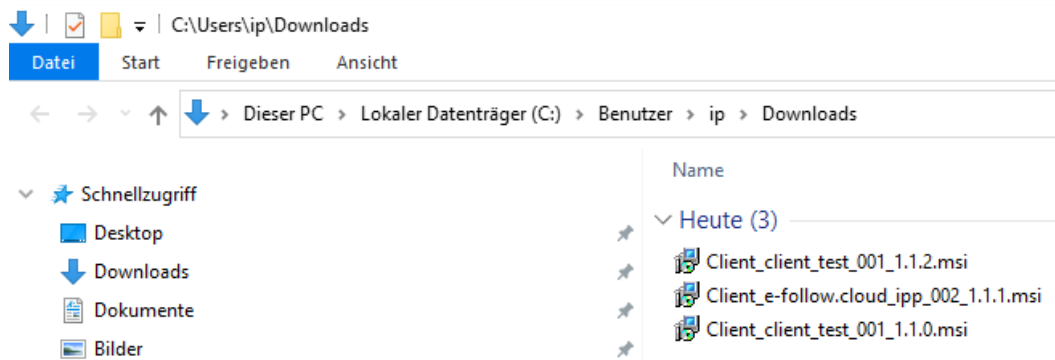 C:\Users\ip\Downloads
Datei Start Freigeben Ansicht
Dieser PC > Lokaler Datenträger (C:) > Benutzer > ip > Downloads
Name
Schnellzugriff
Desktop
Downloads
Dokumente
Bilder
Heute (3)
Client_client_test_001_1.1.2.msi
Client_e-follow.cloud_ipp_002_1.1.1.msi
Client_client_test_001_1.1.0.msi